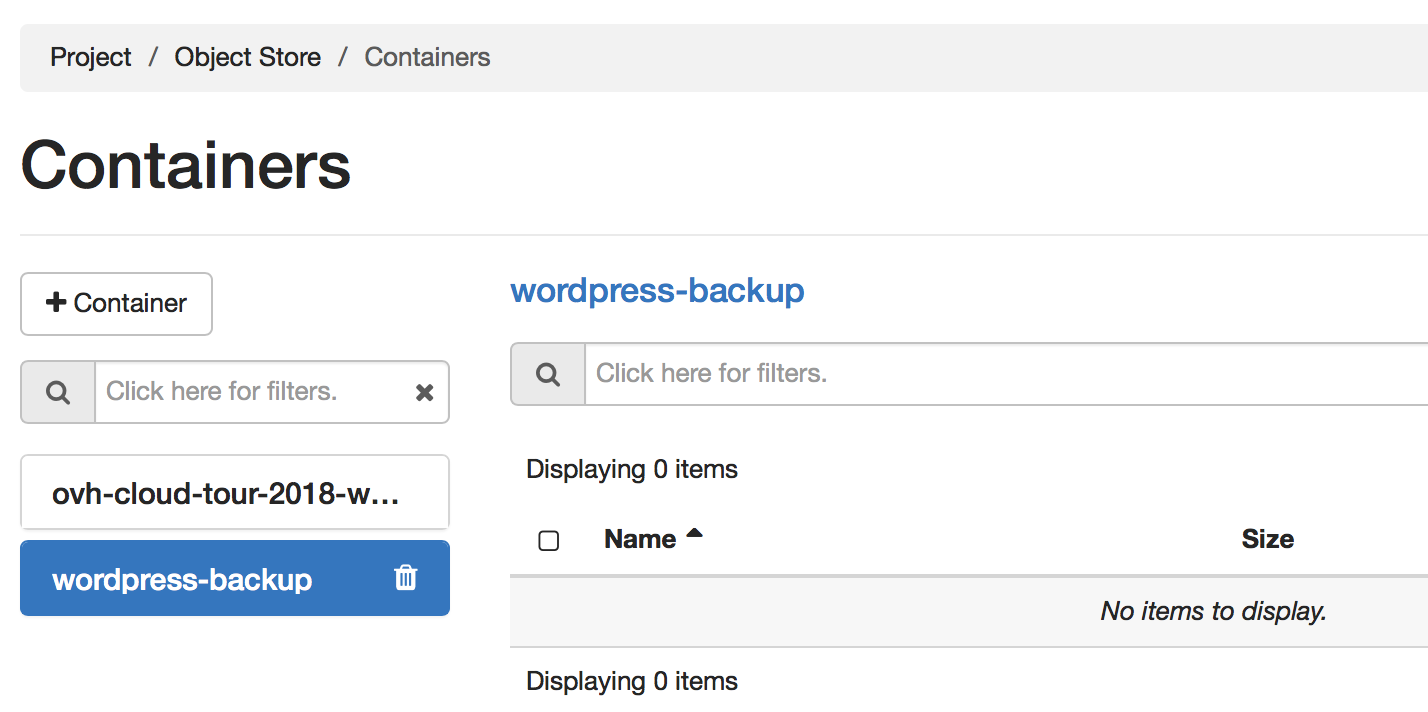 Project / Object Store / Containers
Containers
Container
Click here for filters.
ovh-cloud-tour-2018-w...
wordpress-backup
wordpress-backup
Click here for filters.
Displaying 0 items
Name Size
No items to display.
Displaying 0 items